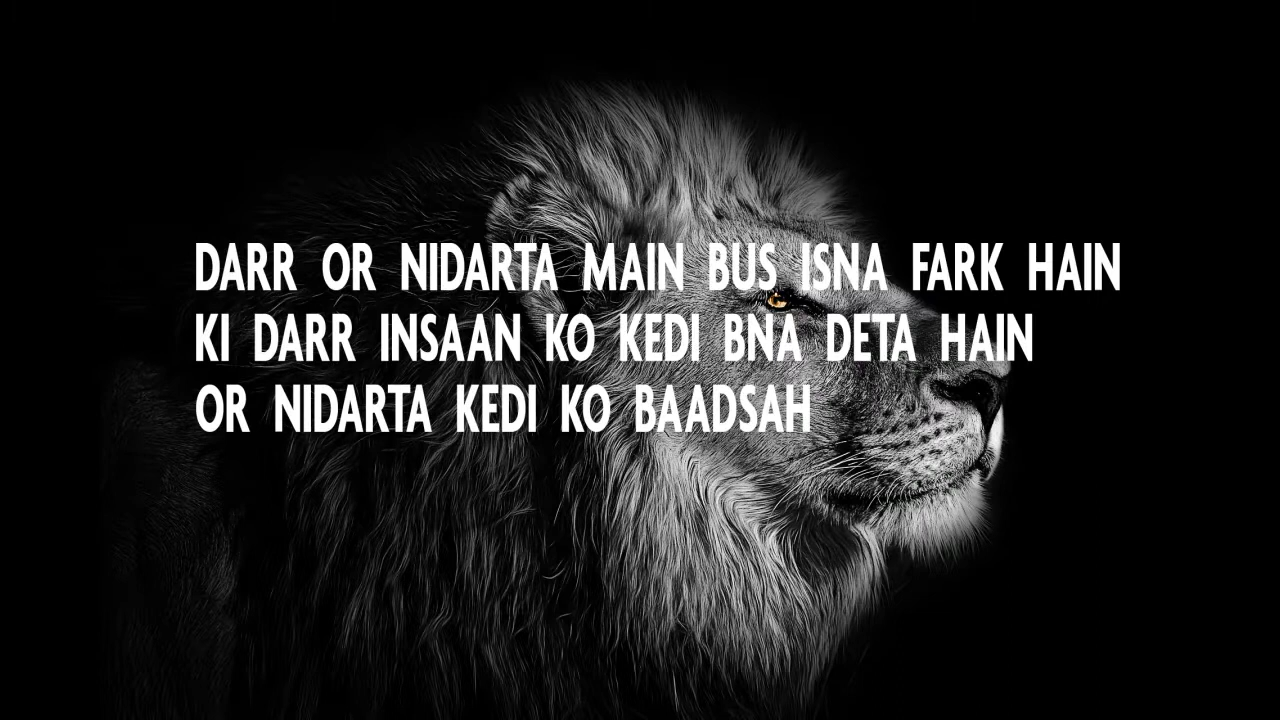 DARR OR NIDARTA MAIN BUS ISNA FARK HAIN
KI DARR INSAAN KO KEDI BNA DETA HAIN
OR NIDARTA KEDI KO BAADSAH